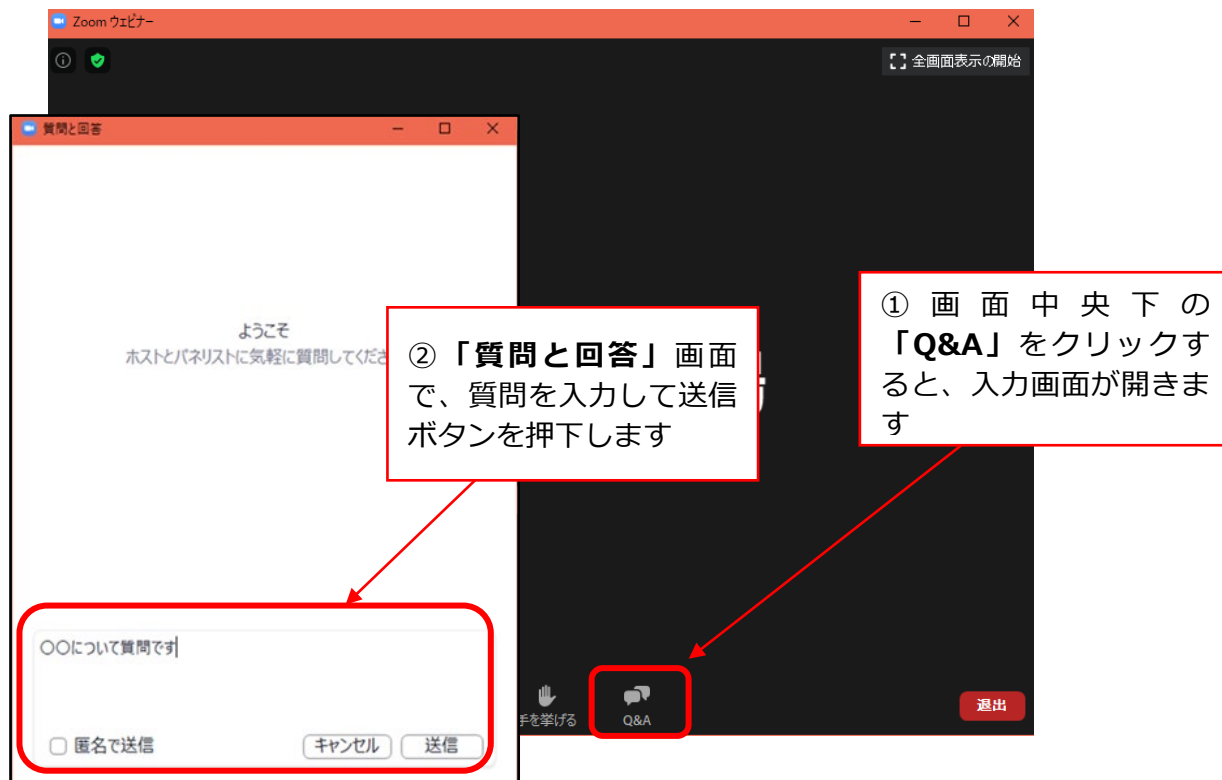 Zoom ウェビナー
全画面表示の開始
質問と回答
ようこそ
ホストとパネリストに気軽に質問してくださ
②「質問と回答」画面
で、質問を入力して送信
ボタンを押下します
①画面中央下の
「Q&A」をクリックす
ると、入力画面が開きま
す
〇〇について質問です
匿名で送信
キャンセル
送信
手を挙げる
Q&A
退出